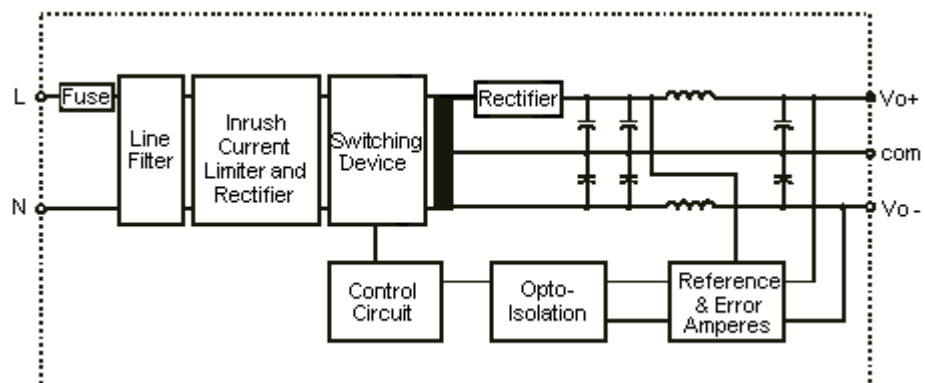 L
Fuse
Line
Filter
Inrush
Current
Limiter and
Rectifier
Switching
Device
Rectifier
Vo+
com
N
Vo-
Control
Circuit
Opto-
Isolation
Reference
& Error
Amperes